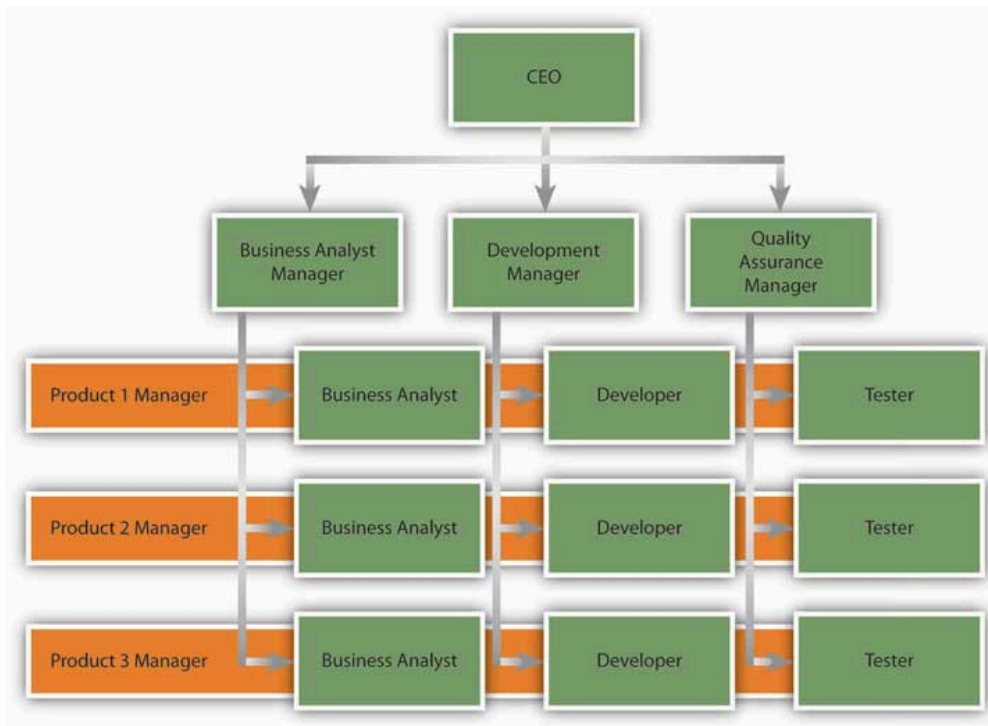 CEO
Business Analyst
Manager
Development
Manager
Quality
Assurance
Manager
Product 1 Manager
Business Analyst
Developer
Tester
Product 2 Manager
Business Analyst
Developer
Tester
Product 3 Manager
Business Analyst
Developer
Tester